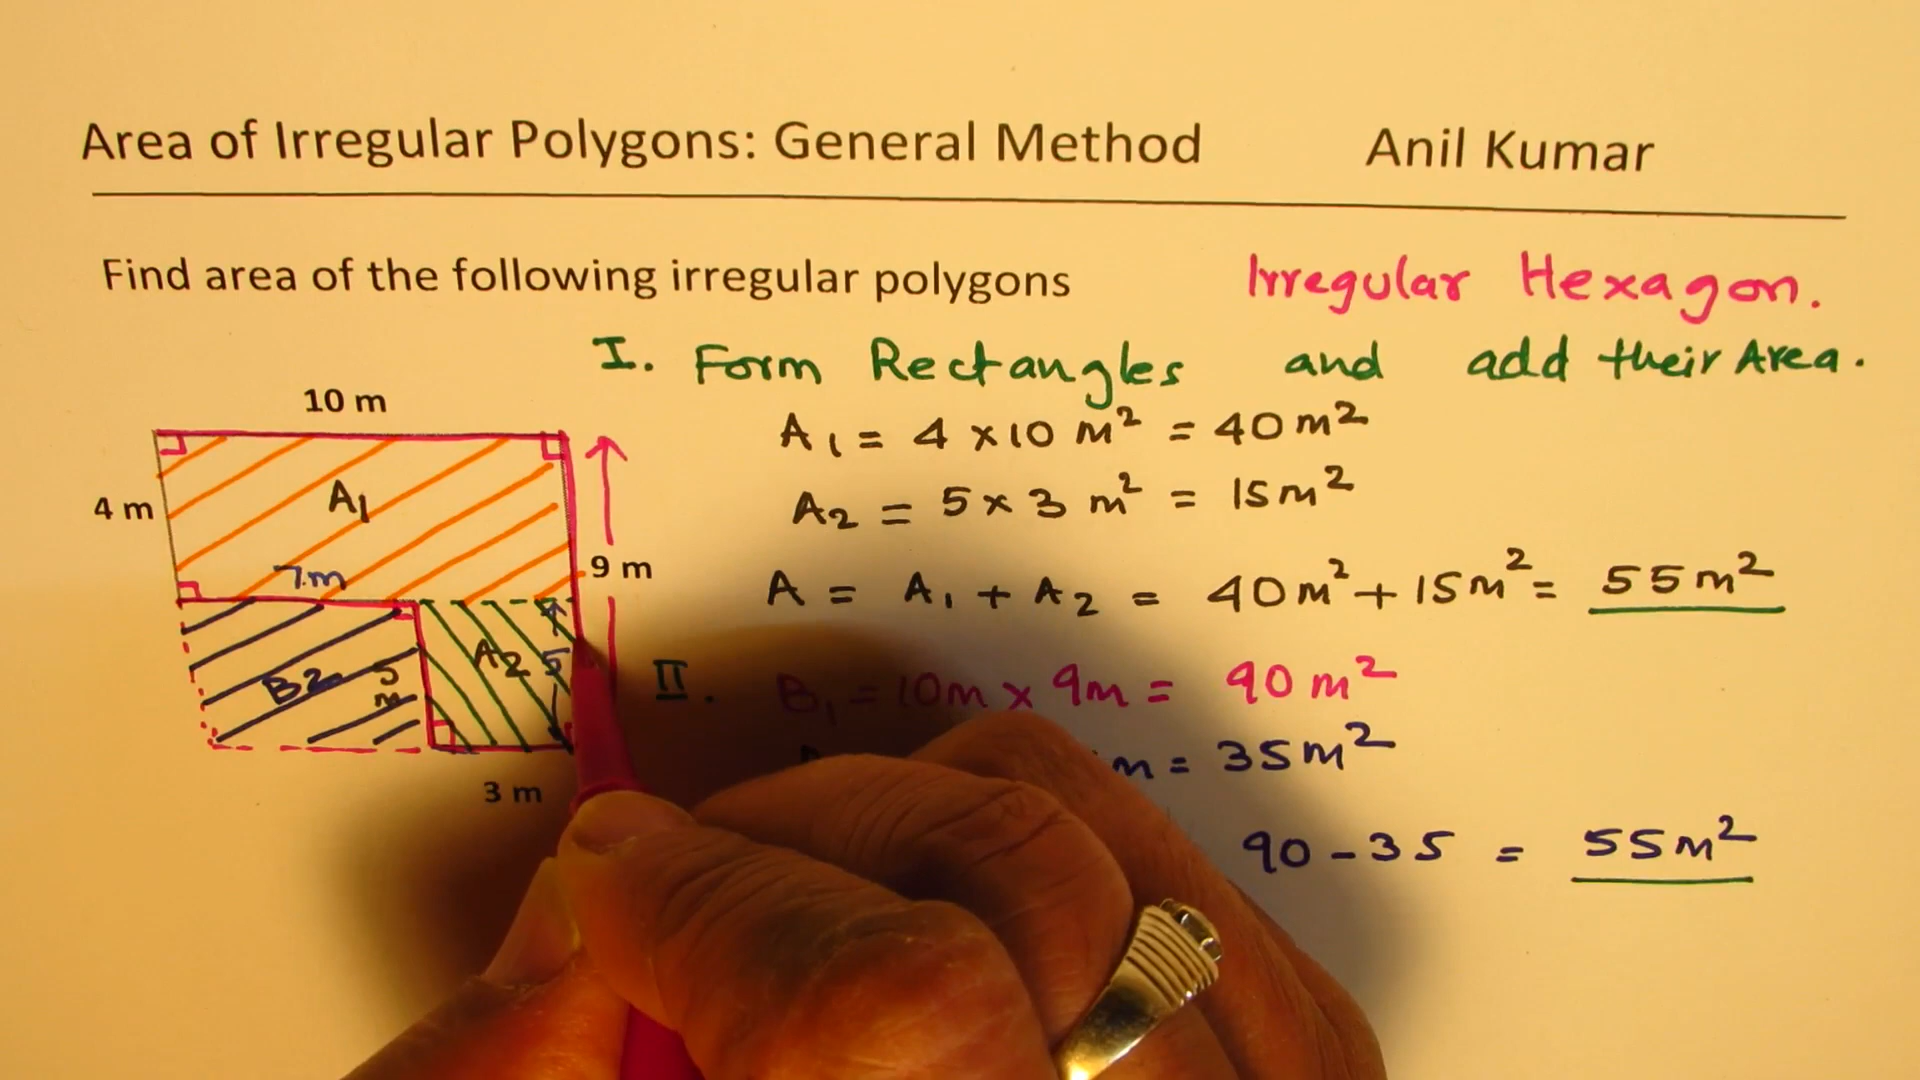 Area of Irregular Polygons: General Method Anil Kumar
Find area of the following irregular polygons Irregular Hexagon.
I. Form Rectangles and add their Area.
10 m
A1 = 4 × 10 m² = 40 m²
4 m
A1
A2 = 5 × 3 m² = 15 m²
7 m
9 m
A = A1 + A2 = 40 m² + 15 m² = 55 m²
B2
5 m
A2
5
II. B1 = 10m × 9m = 90 m²
m = 35 m²
3 m
90 - 35 = 55 m²